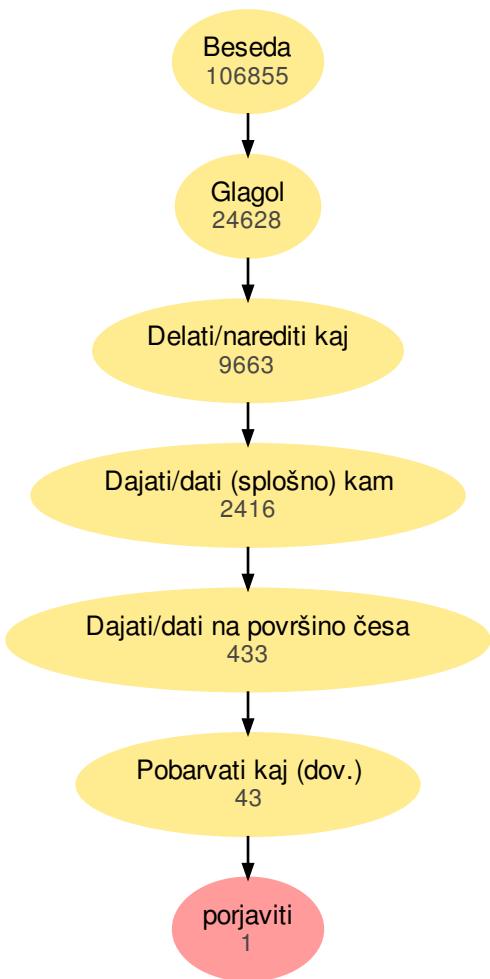 Beseda
106855
Glagol
24628
Delati/narediti kaj
9663
Dajati/dati (splošno) kam
2416
Dajati/dati na površino česa
433
Pobarvati kaj (dov.)
43
porjaviti
1